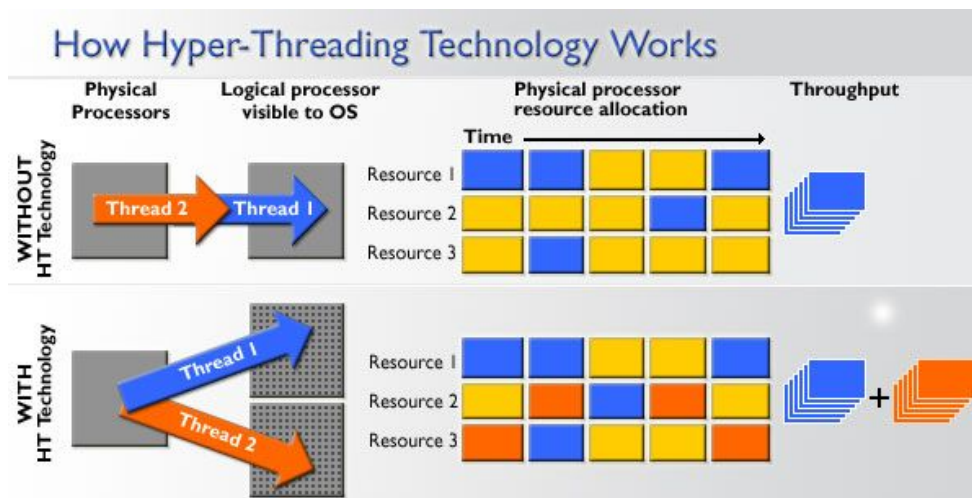 How Hyper-Threading Technology Works
Physical
Processors
Logical processor
visible to OS
Physical processor
resource allocation
Throughput
Time
WITHOUT
HT Technology
Thread 2
Thread 1
Resource 1
Resource 2
Resource 3
WITH
HT Technology
Thread 1
Thread 2
Resource 1
Resource 2
Resource 3
+